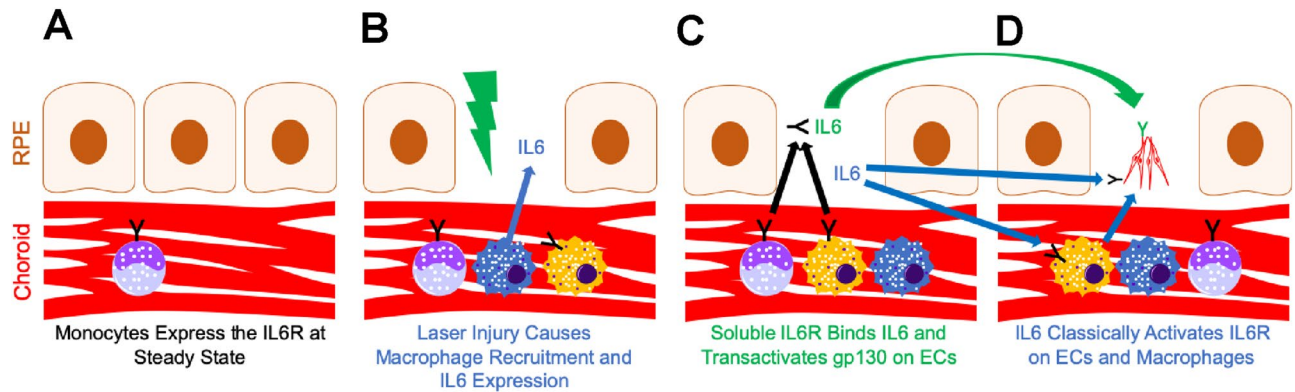 A
B
C
D
RPE
Choroid
IL6
IL6
IL6
Monocytes Express the IL6R at
Steady State
Laser Injury Causes
Macrophage Recruitment and
IL6 Expression
Soluble IL6R Binds IL6 and
Transactivates gp130 on ECs
IL6 Classically Activates IL6R
on ECs and Macrophages